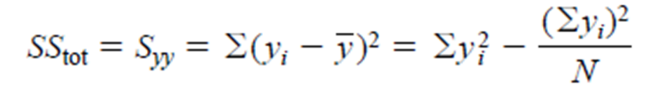 SS_tot = S_yy = Σ(y_i − ȳ)² = Σy_i² − (Σy_i)² / N